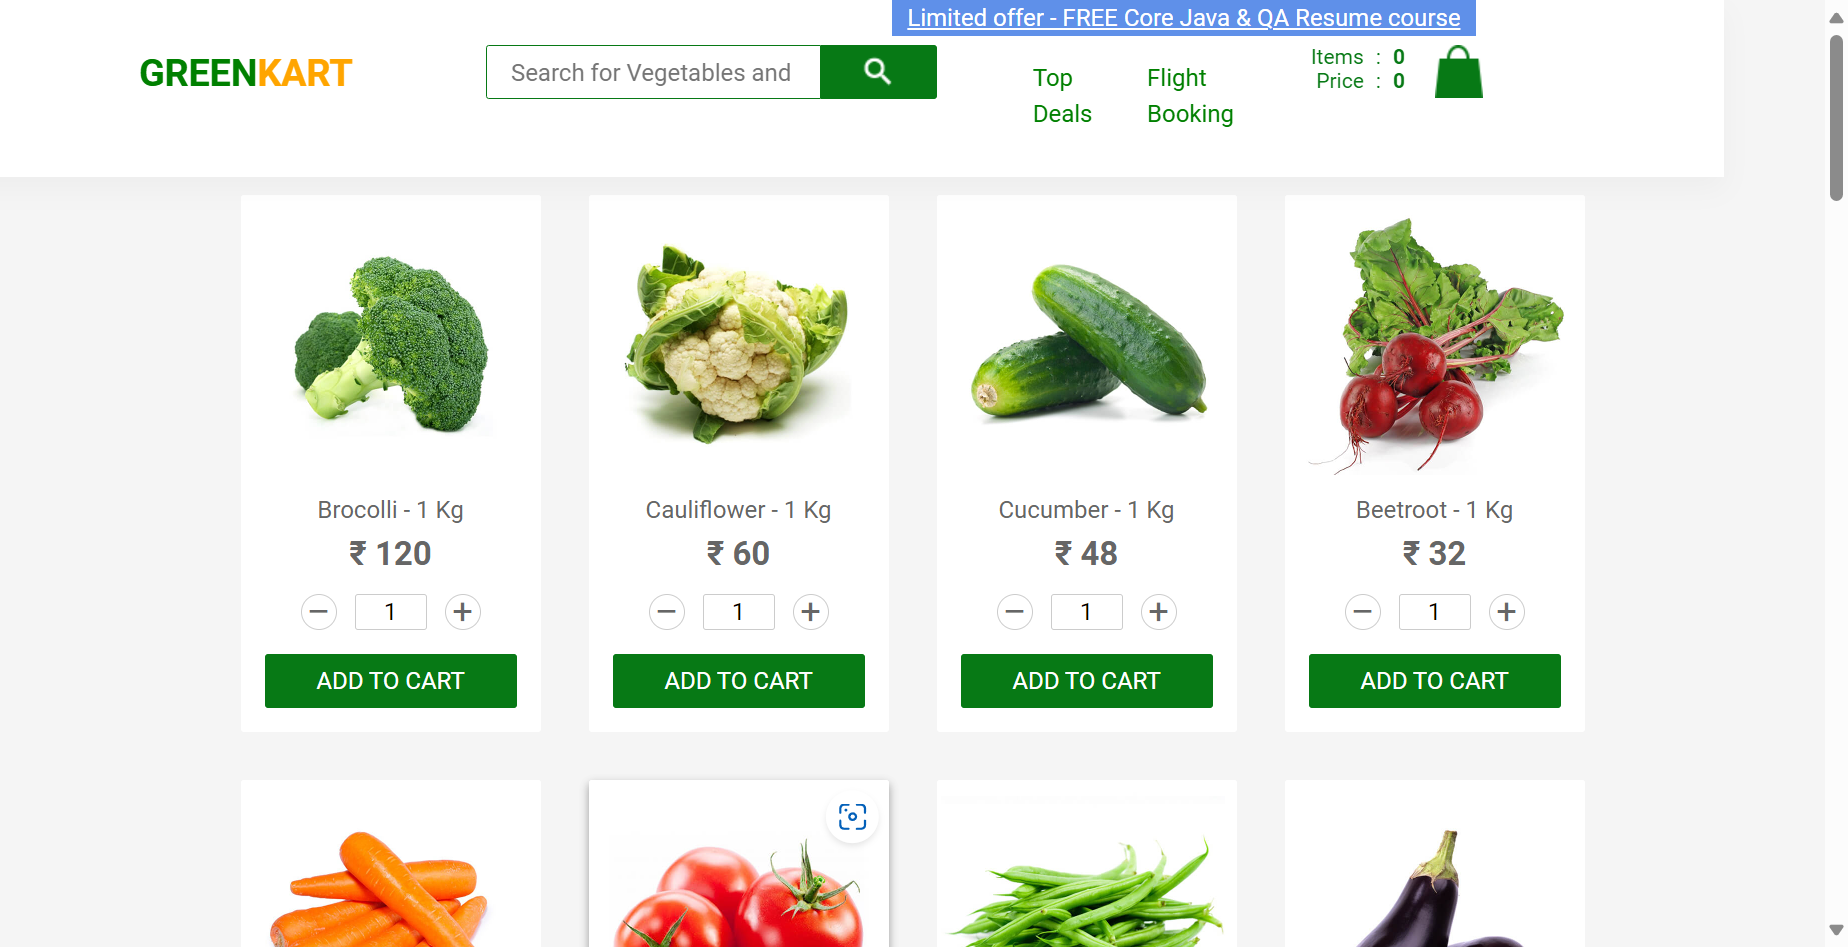 Limited offer - FREE Core Java & QA Resume course
GREENKART
Search for Vegetables and
Top Deals
Flight Booking
Items : 0
Price : 0
Brocolli - 1 Kg
₹ 120
− 1 +
ADD TO CART
Cauliflower - 1 Kg
₹ 60
− 1 +
ADD TO CART
Cucumber - 1 Kg
₹ 48
− 1 +
ADD TO CART
Beetroot - 1 Kg
₹ 32
− 1 +
ADD TO CART